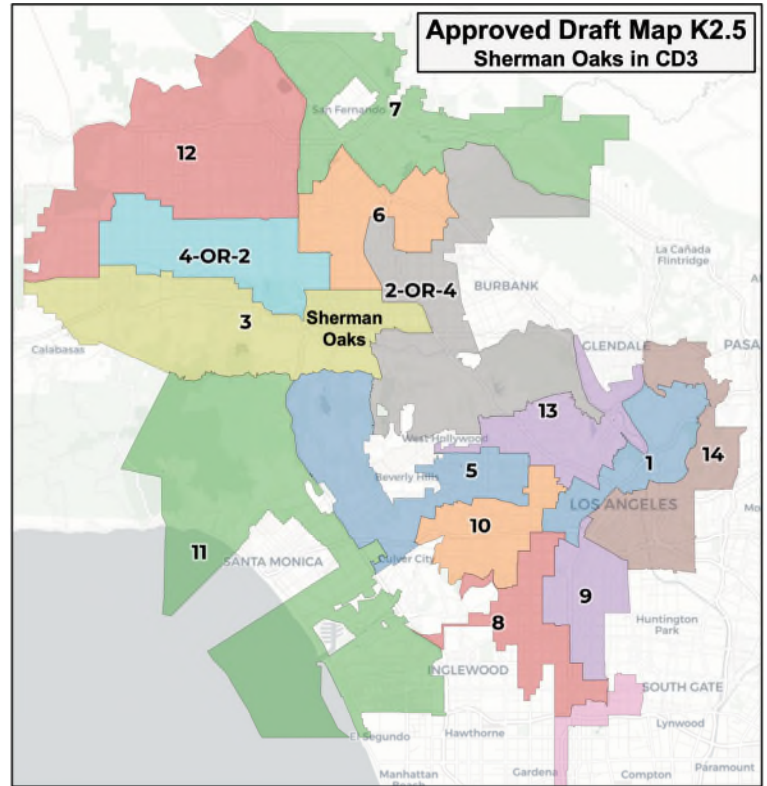 Approved Draft Map K2.5
Sherman Oaks in CD3
San Fernando
7
12
6
4-OR-2
La Cañada
Flintridge
2-OR-4
BURBANK
3
Sherman
Oaks
GLENDALE
PASA
Calabasas
13
West Hollywood
14
5
1
Beverly Hills
LOS ANGELES
10
11
SANTA MONICA
Culver City
9
8
Huntington
Park
INGLEWOOD
SOUTH GATE
Lynwood
El Segundo
Hawthorne
Paramount
Manhattan
Gardena
Compton